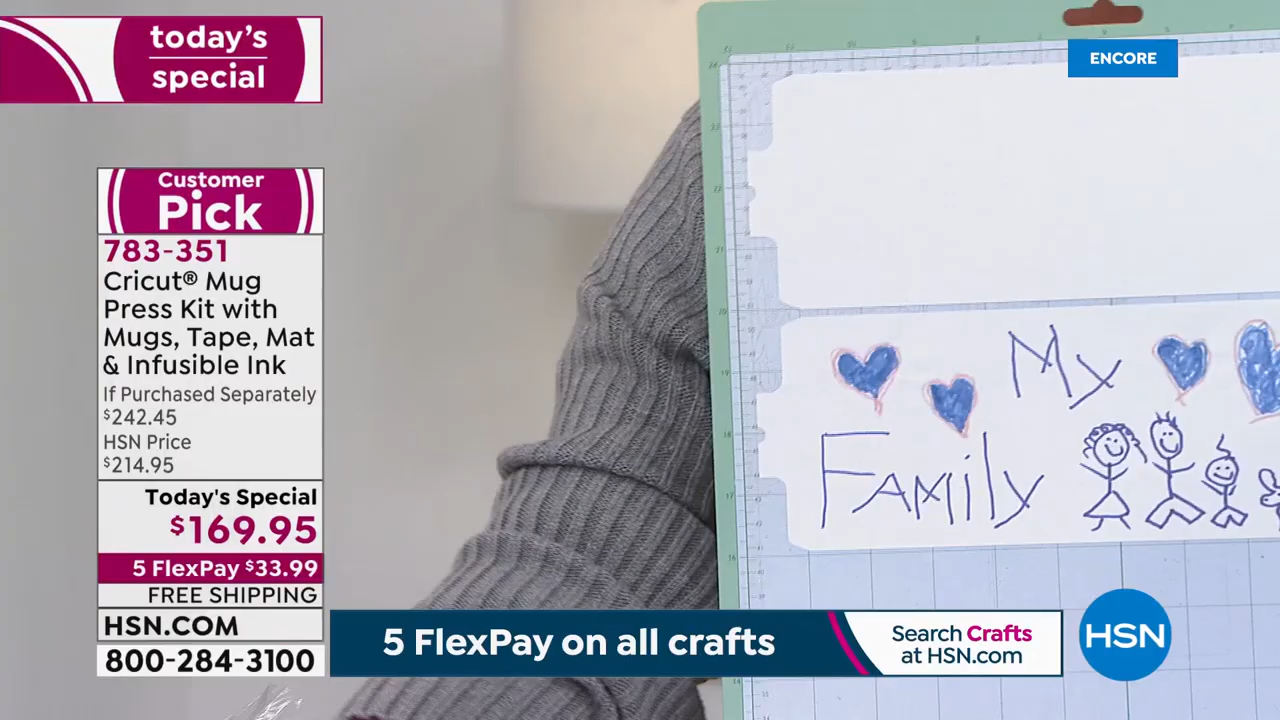 today's
special
ENCORE
Customer
Pick
783-351
Cricut® Mug
Press Kit with
Mugs, Tape, Mat
& Infusible Ink
If Purchased Separately
$242.45
HSN Price
$214.95
Today's Special
$169.95
5 FlexPay $33.99
FREE SHIPPING
HSN.COM
800-284-3100
My
FAMily
5 FlexPay on all crafts
Search Crafts
at HSN.com
HSN